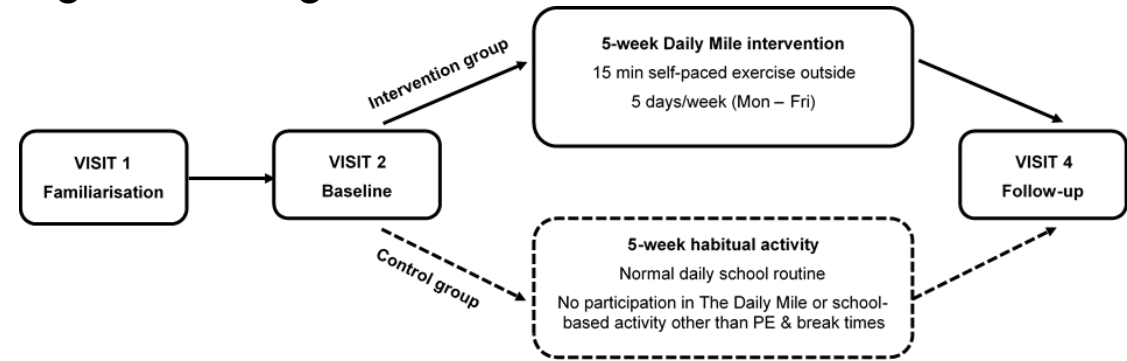 VISIT 1
Familiarisation
VISIT 2
Baseline
Intervention group
5-week Daily Mile intervention
15 min self-paced exercise outside
5 days/week (Mon – Fri)
Control group
5-week habitual activity
Normal daily school routine
No participation in The Daily Mile or school-
based activity other than PE & break times
VISIT 4
Follow-up